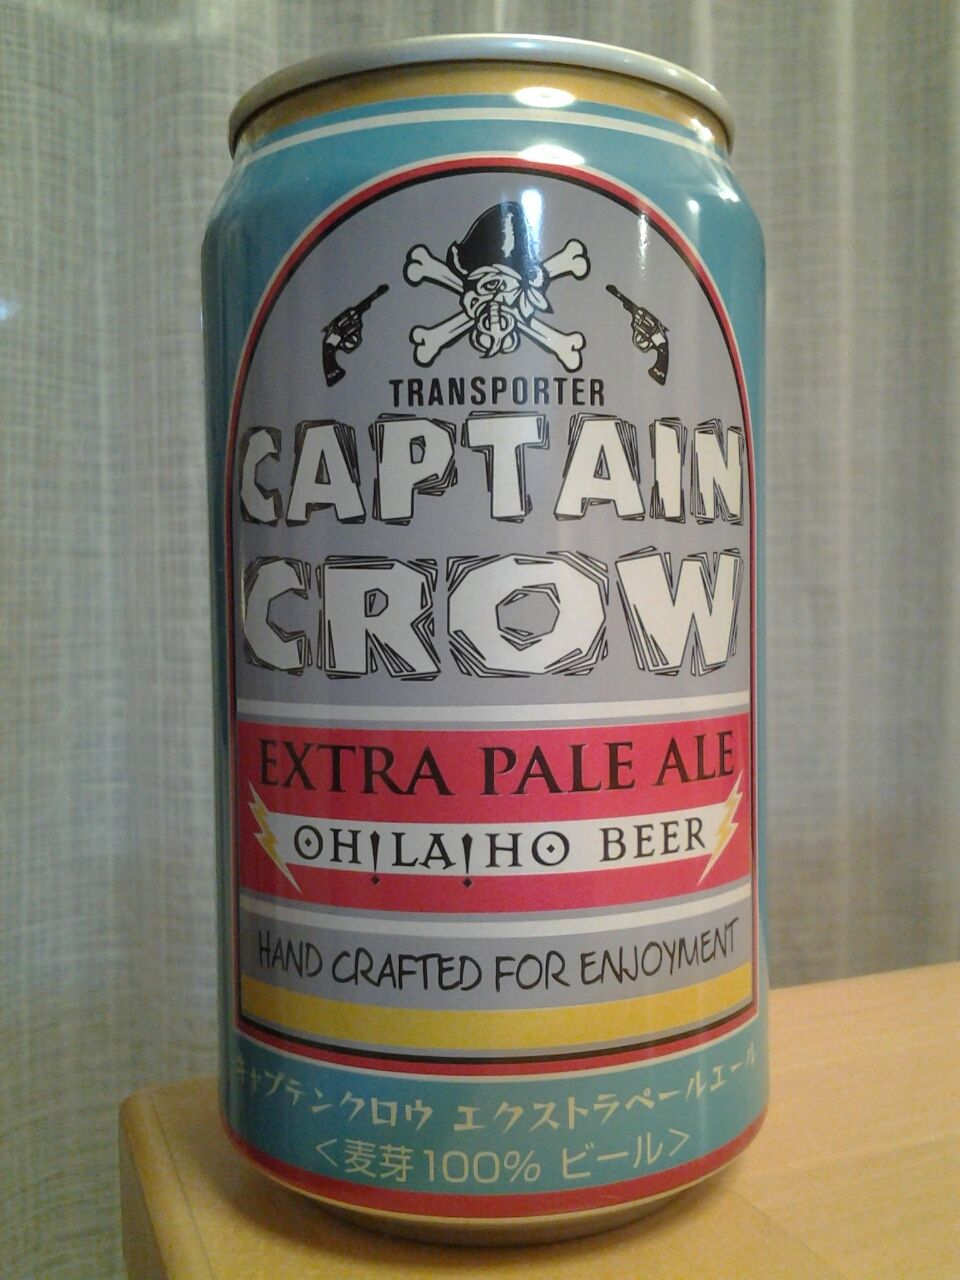 TRANSPORTER
CAPTAIN
CROW
EXTRA PALE ALE
OH!LA!HO BEER
HAND CRAFTED FOR ENJOYMENT
キャプテンクロウ エクストラペールエール
<麦芽100% ビール>